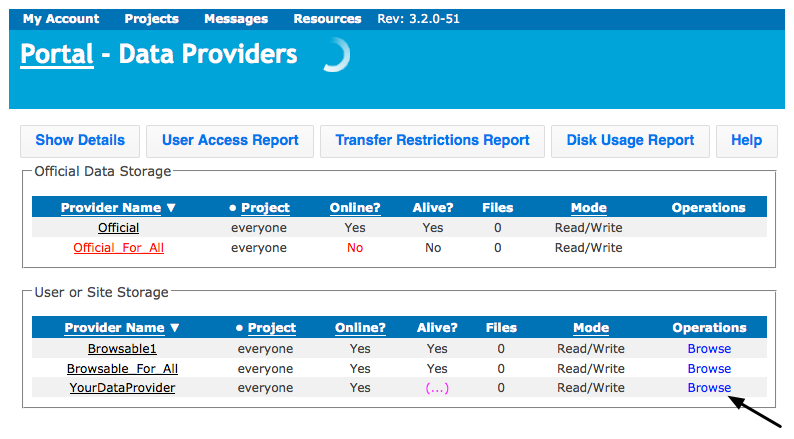 My Account Projects Messages Resources Rev: 3.2.0-51
Portal - Data Providers
Show Details User Access Report Transfer Restrictions Report Disk Usage Report Help
Official Data Storage
Provider Name ▼ ● Project Online? Alive? Files Mode Operations
Official everyone Yes Yes 0 Read/Write
Official_For_All everyone No No 0 Read/Write
User or Site Storage
Provider Name ▼ ● Project Online? Alive? Files Mode Operations
Browsable1 everyone Yes Yes 0 Read/Write Browse
Browsable_For_All everyone Yes Yes 0 Read/Write Browse
YourDataProvider everyone Yes (...) 0 Read/Write Browse